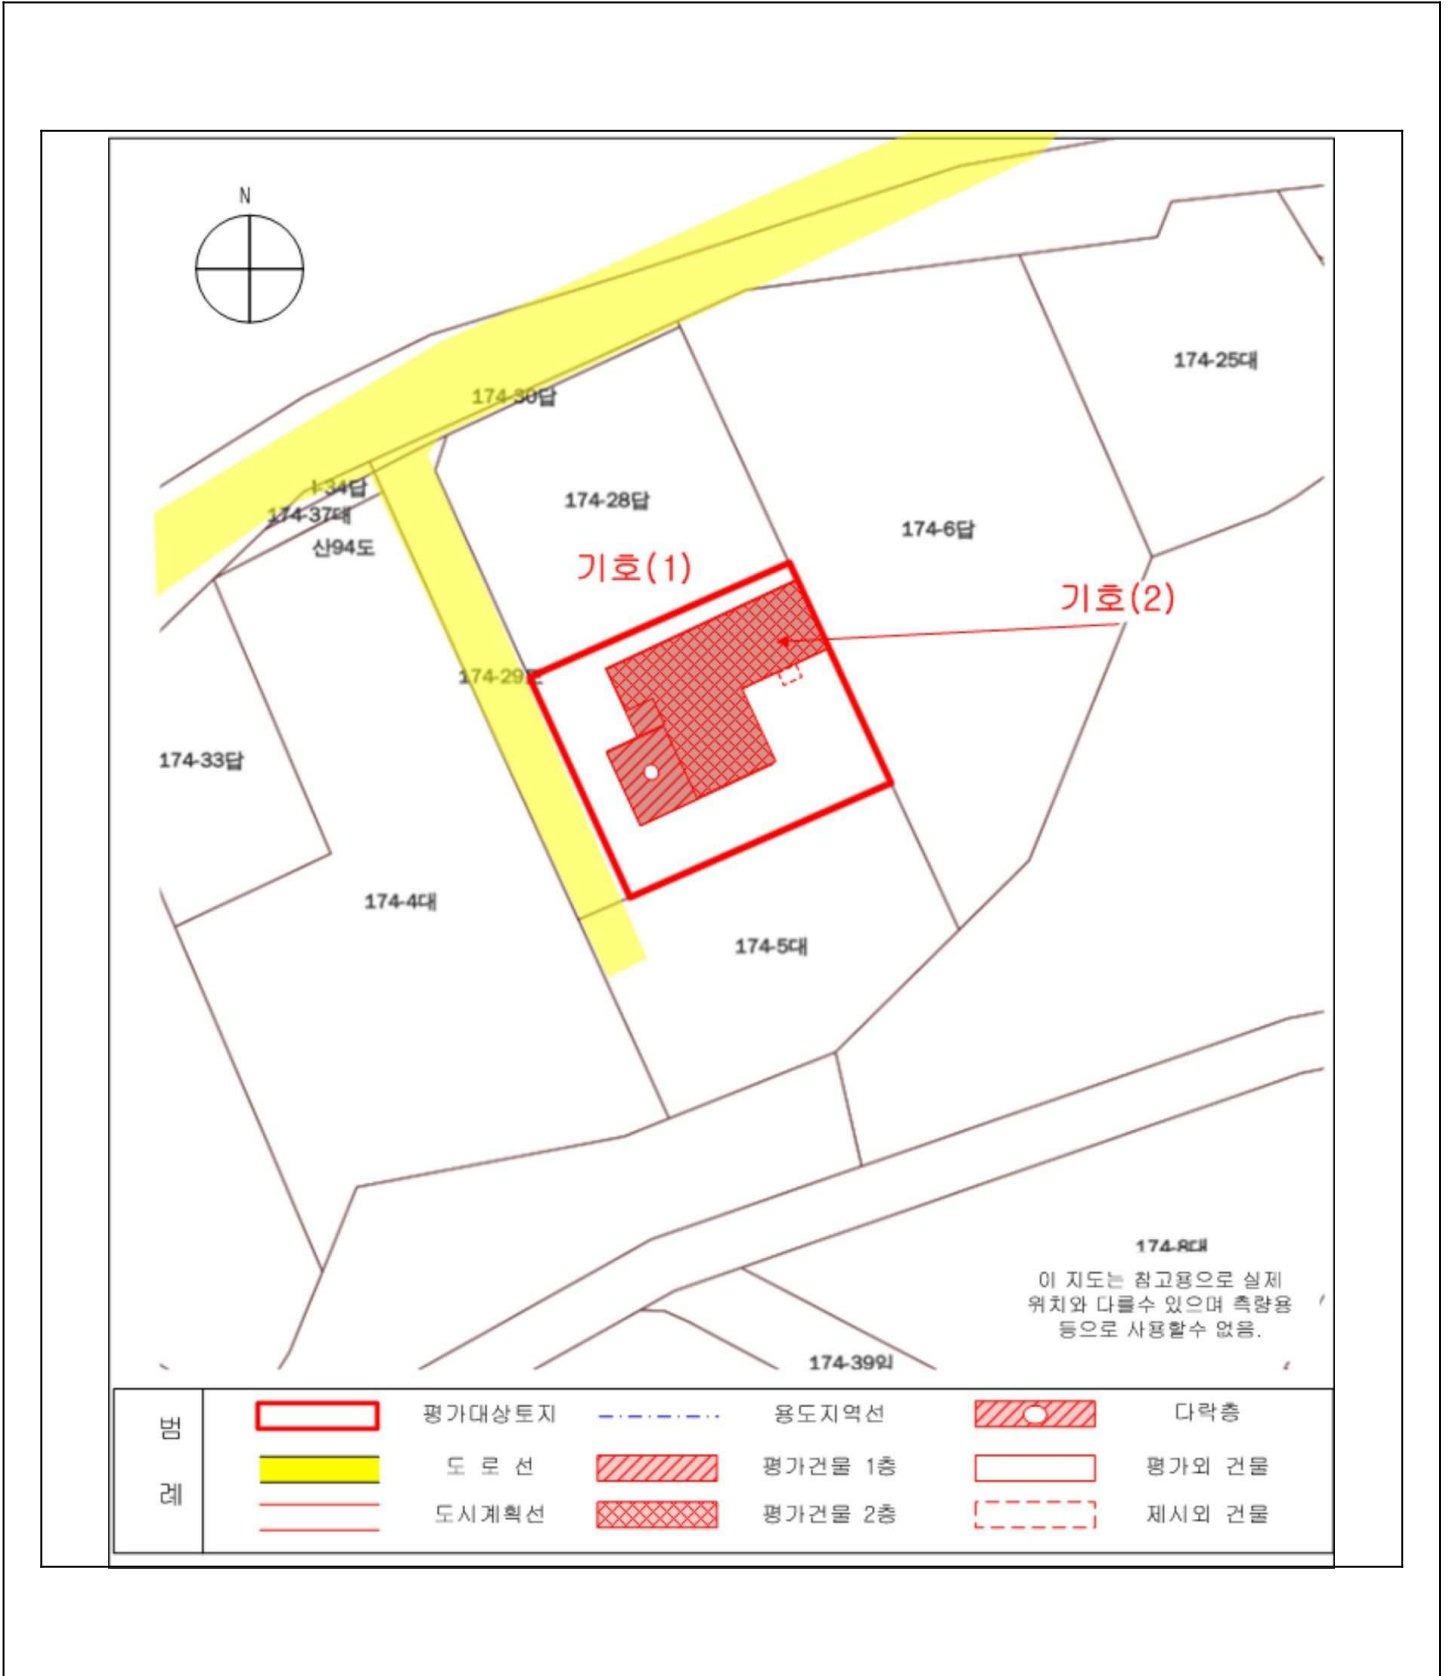 N
174-25대
174-30답
174-28답
174-6답
-34답
174-37대
산94도
기호(1)
기호(2)
174-29도
174-33답
174-4대
174-5대
174-8대
이 지도는 참고용으로 실제
위치와 다를수 있으며 측량용
등으로 사용할수 없음.
174-39임
범례
평가대상토지
용도지역선
다락층
도 로 선
평가건물 1층
평가외 건물
도시계획선
평가건물 2층
제시외 건물